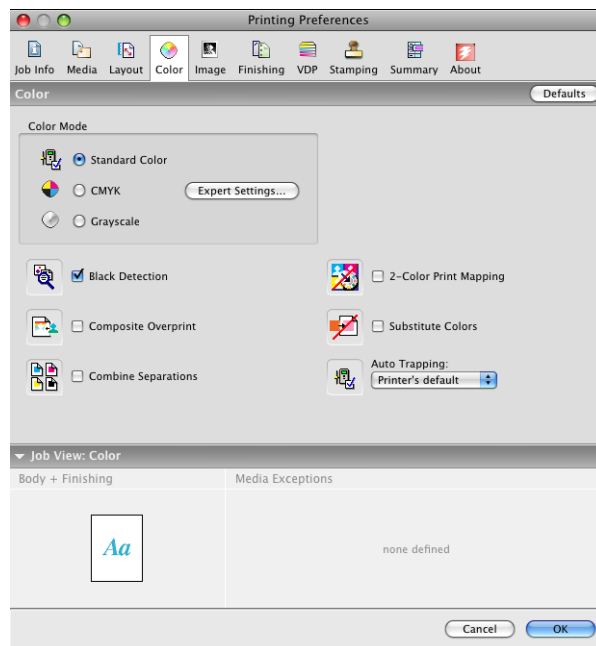 Printing Preferences
Job Info Media Layout Color Image Finishing VDP Stamping Summary About
Color Defaults
Color Mode
Standard Color
CMYK Expert Settings...
Grayscale
Black Detection 2-Color Print Mapping
Composite Overprint Substitute Colors
Auto Trapping:
Combine Separations Printer's default
Job View: Color
Body + Finishing Media Exceptions
Aa none defined
Cancel OK